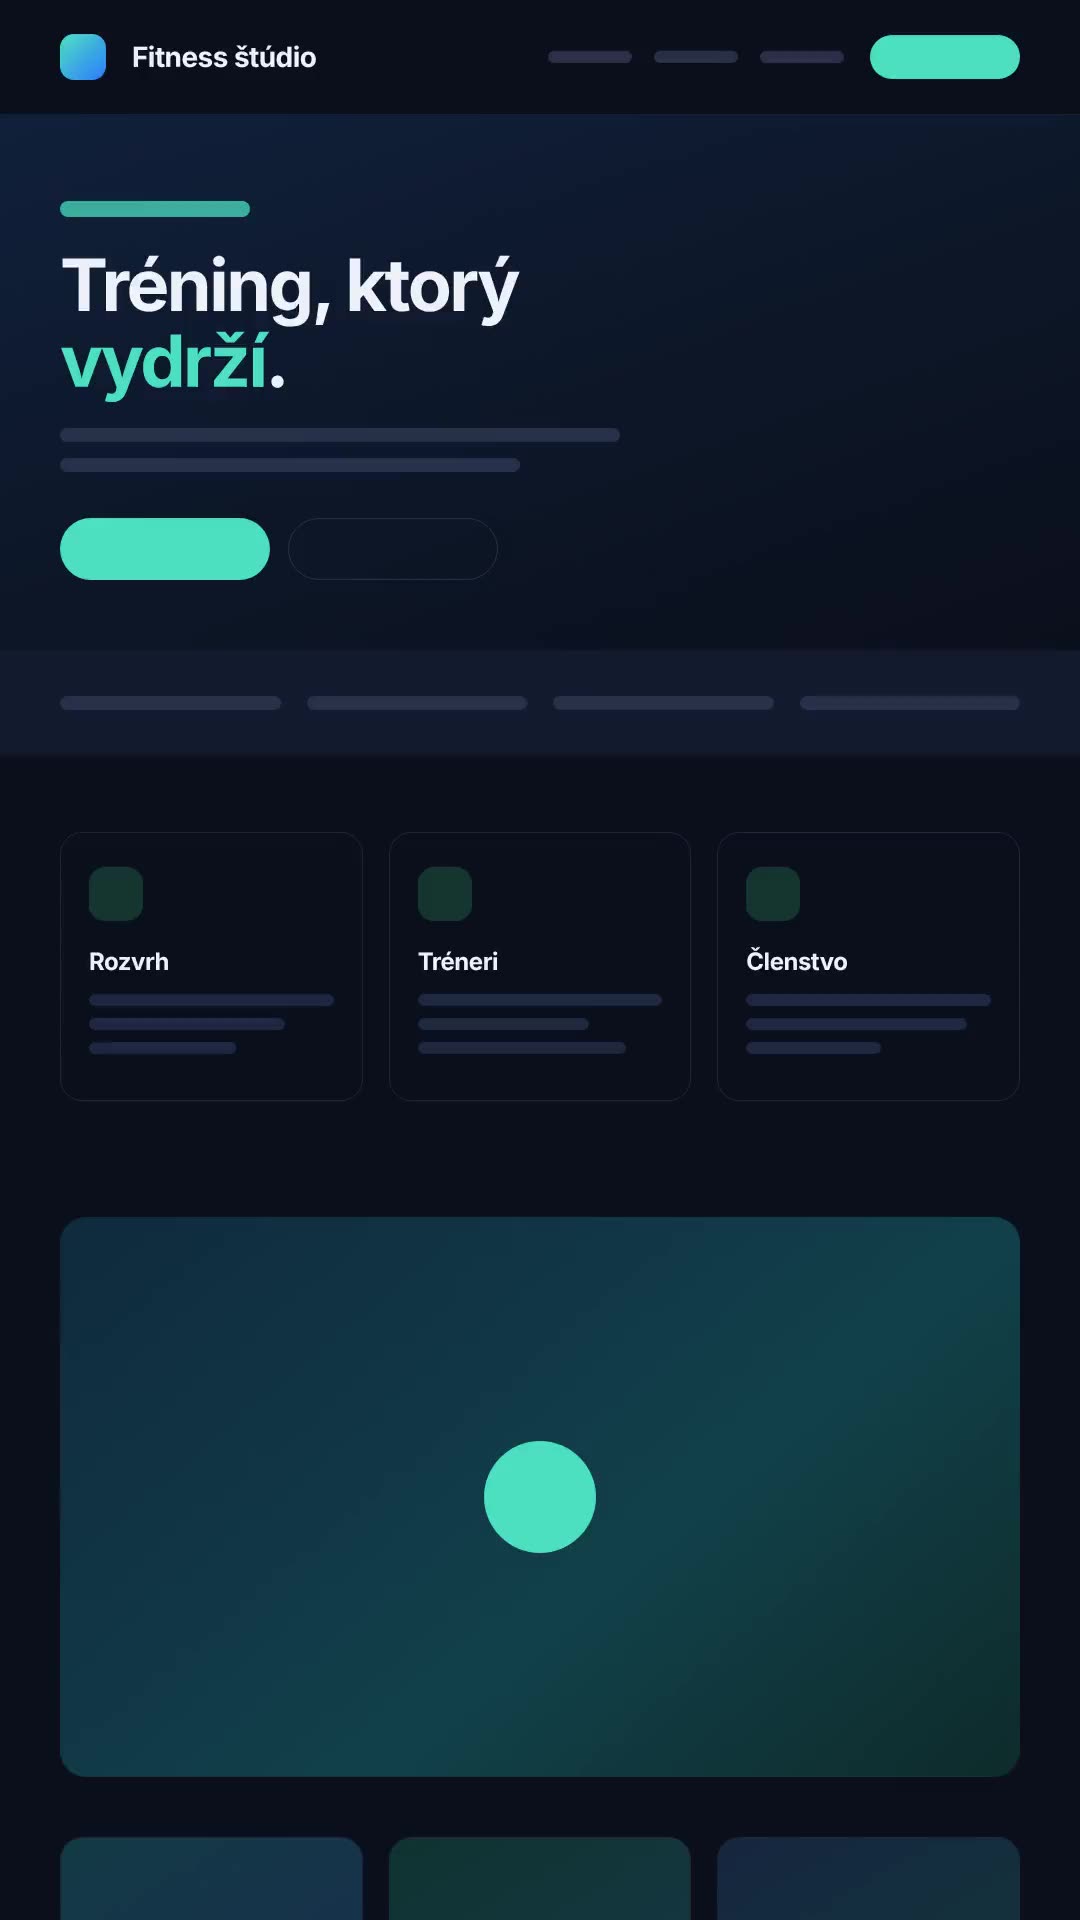 Fitness štúdio
Tréning, ktorý
vydrží.
Rozvrh
Tréneri
Členstvo